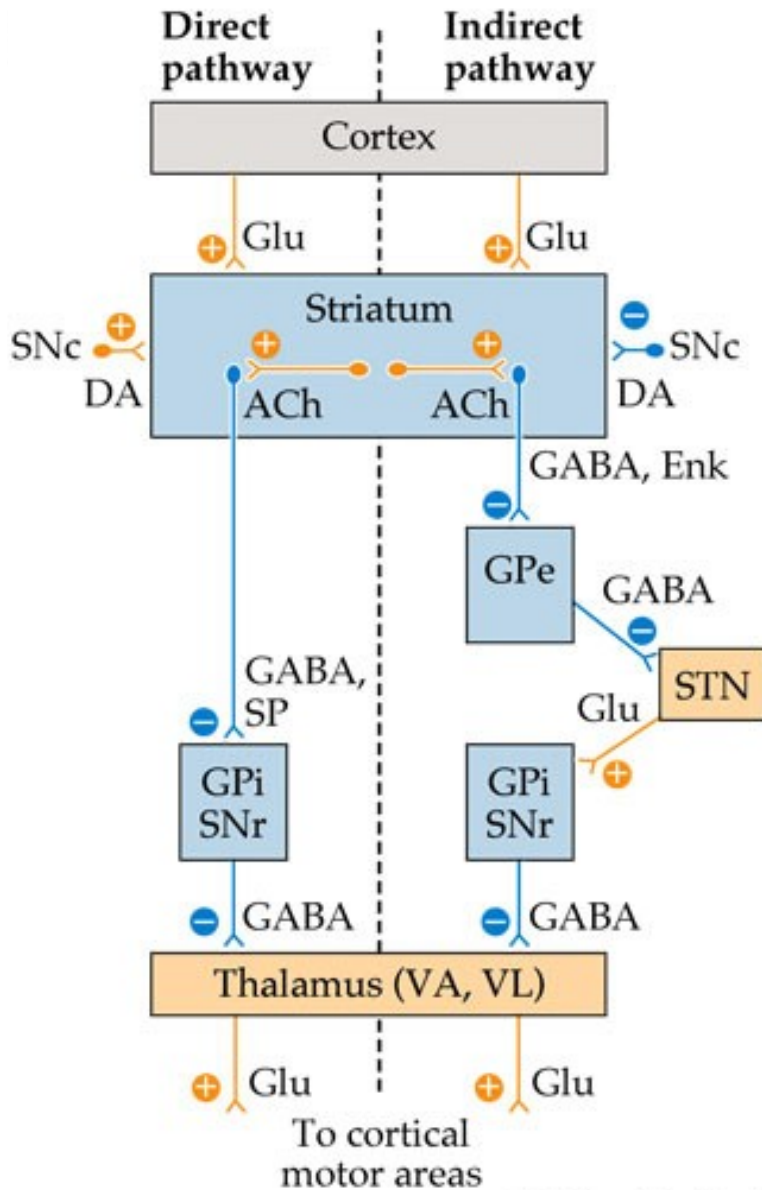 Direct pathway
Indirect pathway
Cortex
+ Glu
+ Glu
Striatum
SNc + DA
+ ACh
+ ACh
− SNc DA
GABA, Enk
−
GPe
GABA
−
STN
Glu
+
GABA, SP
−
GPi SNr
GPi SNr
− GABA
− GABA
Thalamus (VA, VL)
+ Glu
+ Glu
To cortical
motor areas